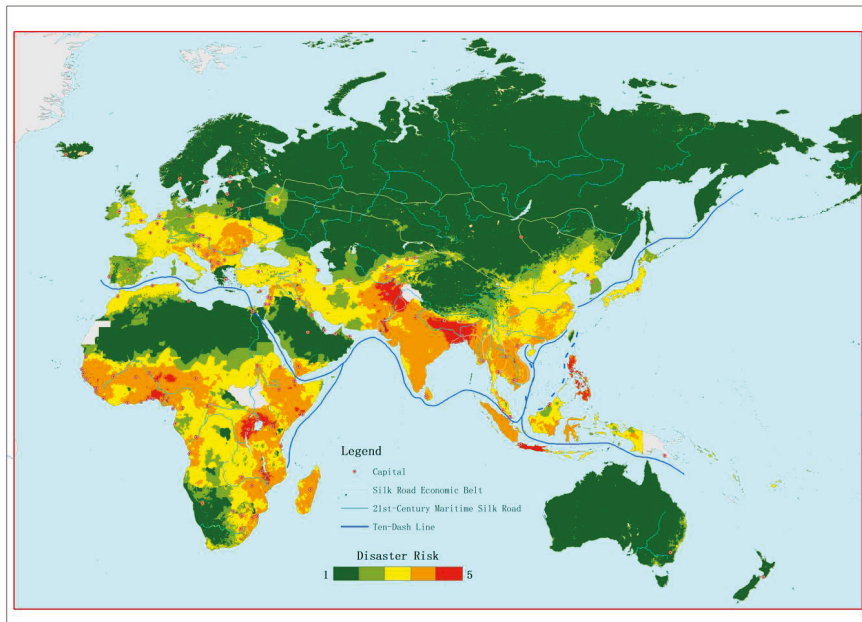 Legend
Capital
Silk Road Economic Belt
21st-Century Maritime Silk Road
Ten-Dash Line
Disaster Risk
1 5